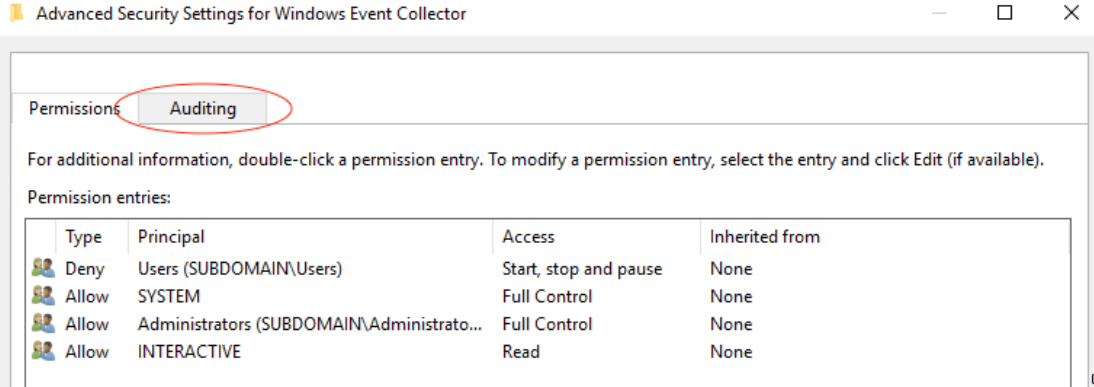 Advanced Security Settings for Windows Event Collector
Permissions Auditing
For additional information, double-click a permission entry. To modify a permission entry, select the entry and click Edit (if available).
Permission entries:
Type Principal Access Inherited from
Deny Users (SUBDOMAIN\Users) Start, stop and pause None
Allow SYSTEM Full Control None
Allow Administrators (SUBDOMAIN\Administrato... Full Control None
Allow INTERACTIVE Read None